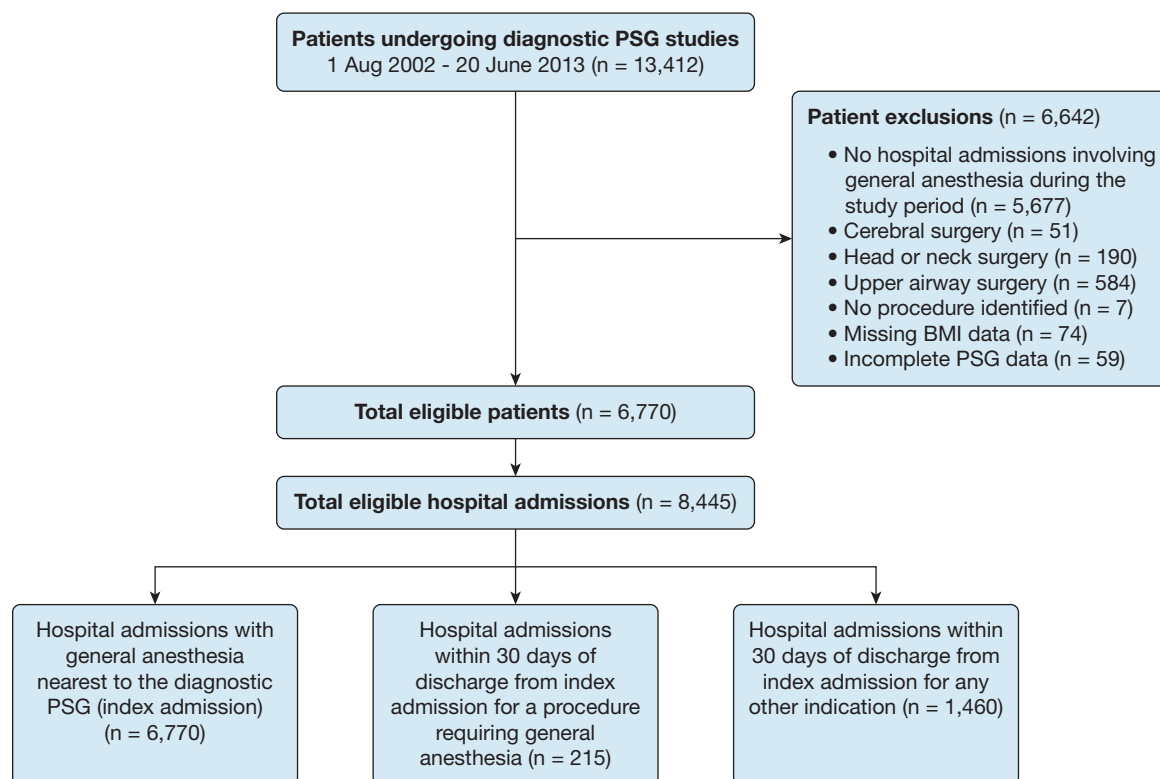 Patients undergoing diagnostic PSG studies
1 Aug 2002 - 20 June 2013 (n = 13,412)
Patient exclusions (n = 6,642)
• No hospital admissions involving
general anesthesia during the
study period (n = 5,677)
• Cerebral surgery (n = 51)
• Head or neck surgery (n = 190)
• Upper airway surgery (n = 584)
• No procedure identified (n = 7)
• Missing BMI data (n = 74)
• Incomplete PSG data (n = 59)
Total eligible patients (n = 6,770)
Total eligible hospital admissions (n = 8,445)
Hospital admissions with
general anesthesia
nearest to the diagnostic
PSG (index admission)
(n = 6,770)
Hospital admissions
within 30 days of
discharge from index
admission for a procedure
requiring general
anesthesia (n = 215)
Hospital admissions within
30 days of discharge from
index admission for any
other indication (n = 1,460)